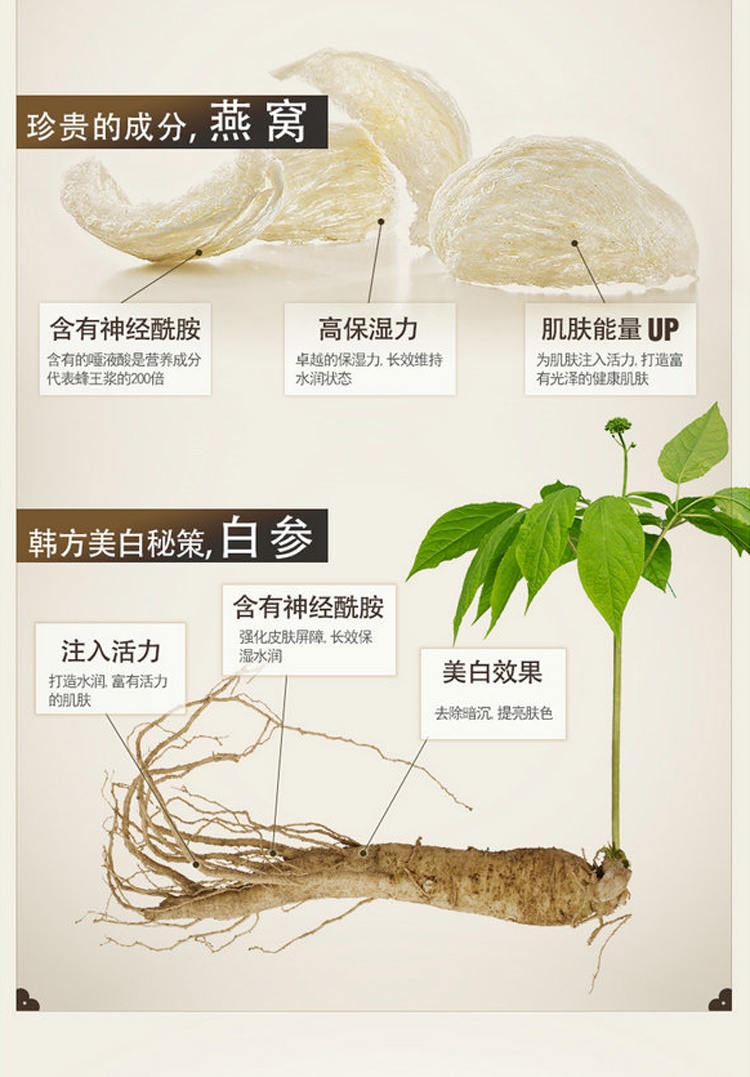 珍贵的成分, 燕窝
含有神经酰胺
含有的唾液酸是营养成分
代表蜂王浆的200倍
高保湿力
卓越的保湿力, 长效维持
水润状态
肌肤能量 UP
为肌肤注入活力, 打造富
有光泽的健康肌肤
韩方美白秘策, 白参
含有神经酰胺
强化皮肤屏障, 长效保
湿水润
注入活力
打造水润, 富有活力
的肌肤
美白效果
去除暗沉, 提亮肤色